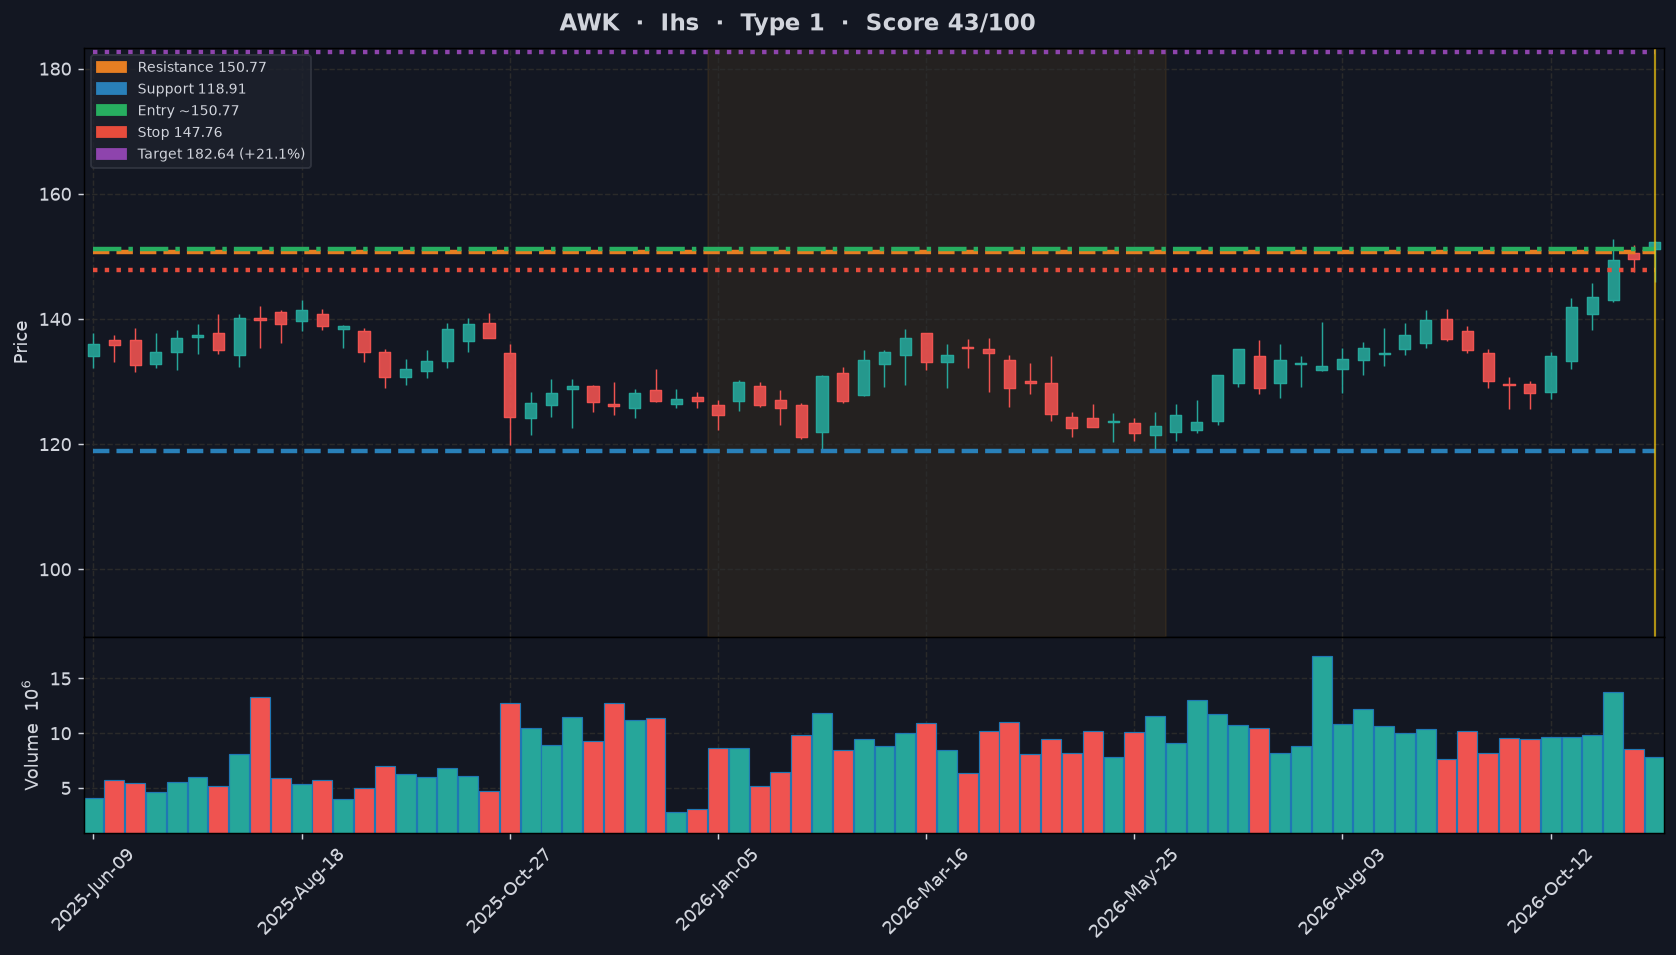 AWK · Ihs · Type 1 · Score 43/100
Resistance 150.77
Support 118.91
Entry ~150.77
Stop 147.76
Target 182.64 (+21.1%)
Price
180
160
140
120
100
Volume 10⁶
15
10
5
2025-Jun-09
2025-Aug-18
2025-Oct-27
2026-Jan-05
2026-Mar-16
2026-May-25
2026-Aug-03
2026-Oct-12